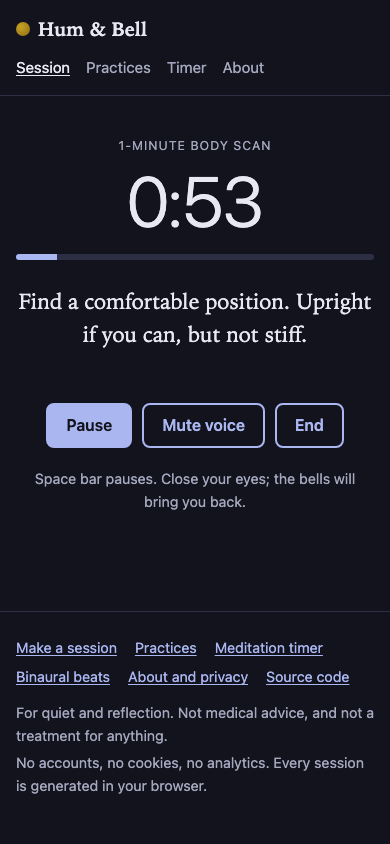 Hum & Bell
Session Practices Timer About
1-MINUTE BODY SCAN
0:53
Find a comfortable position. Upright
if you can, but not stiff.
Pause Mute voice End
Space bar pauses. Close your eyes; the bells will
bring you back.
Make a session Practices Meditation timer
Binaural beats About and privacy Source code
For quiet and reflection. Not medical advice, and not a
treatment for anything.
No accounts, no cookies, no analytics. Every session
is generated in your browser.